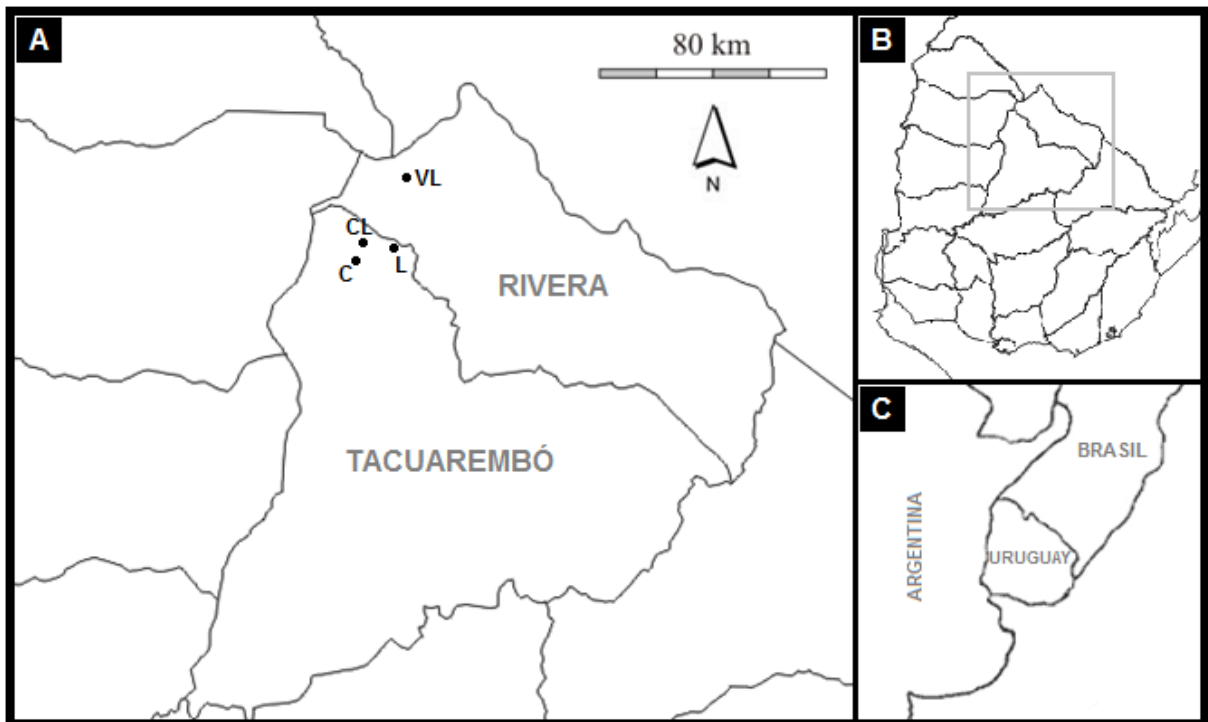 A
80 km
N
VL
CL
L
C
RIVERA
TACUAREMBÓ
B
C
BRASIL
ARGENTINA
URUGUAY